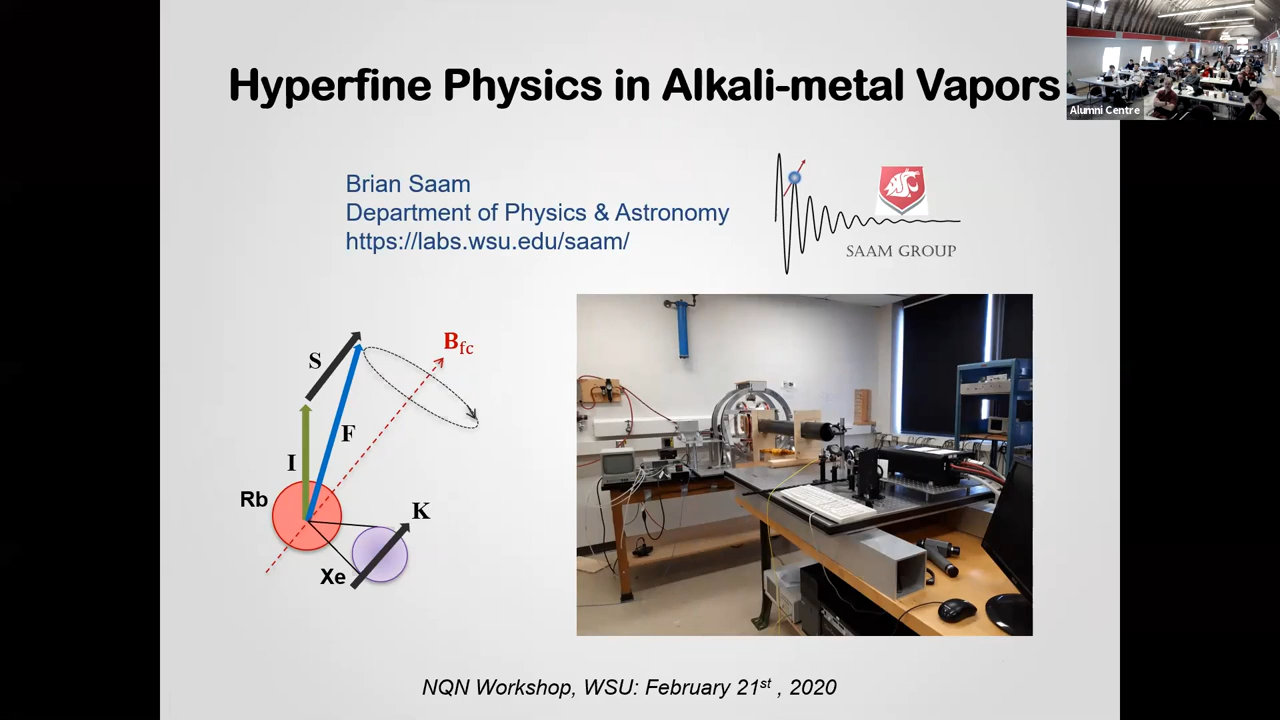 Hyperfine Physics in Alkali-metal Vapors
Alumni Centre
Brian Saam
Department of Physics & Astronomy
https://labs.wsu.edu/saam/
SAAM GROUP
S
B_fc
F
I
Rb
K
Xe
NQN Workshop, WSU: February 21st , 2020